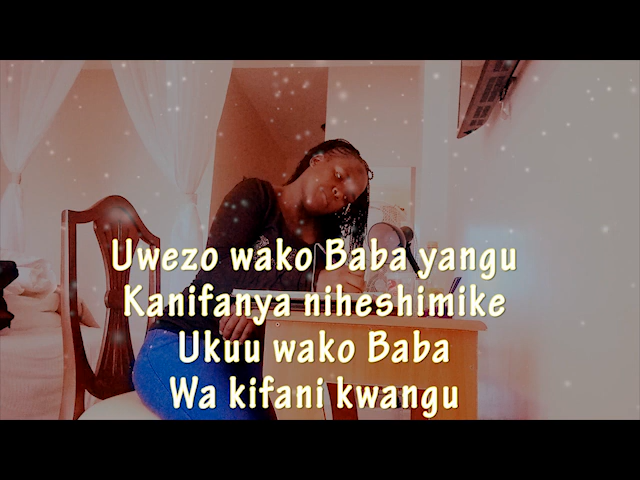 Uwezo wako Baba yangu
Kanifanya niheshimike
Ukuu wako Baba
Wa kifani kwangu